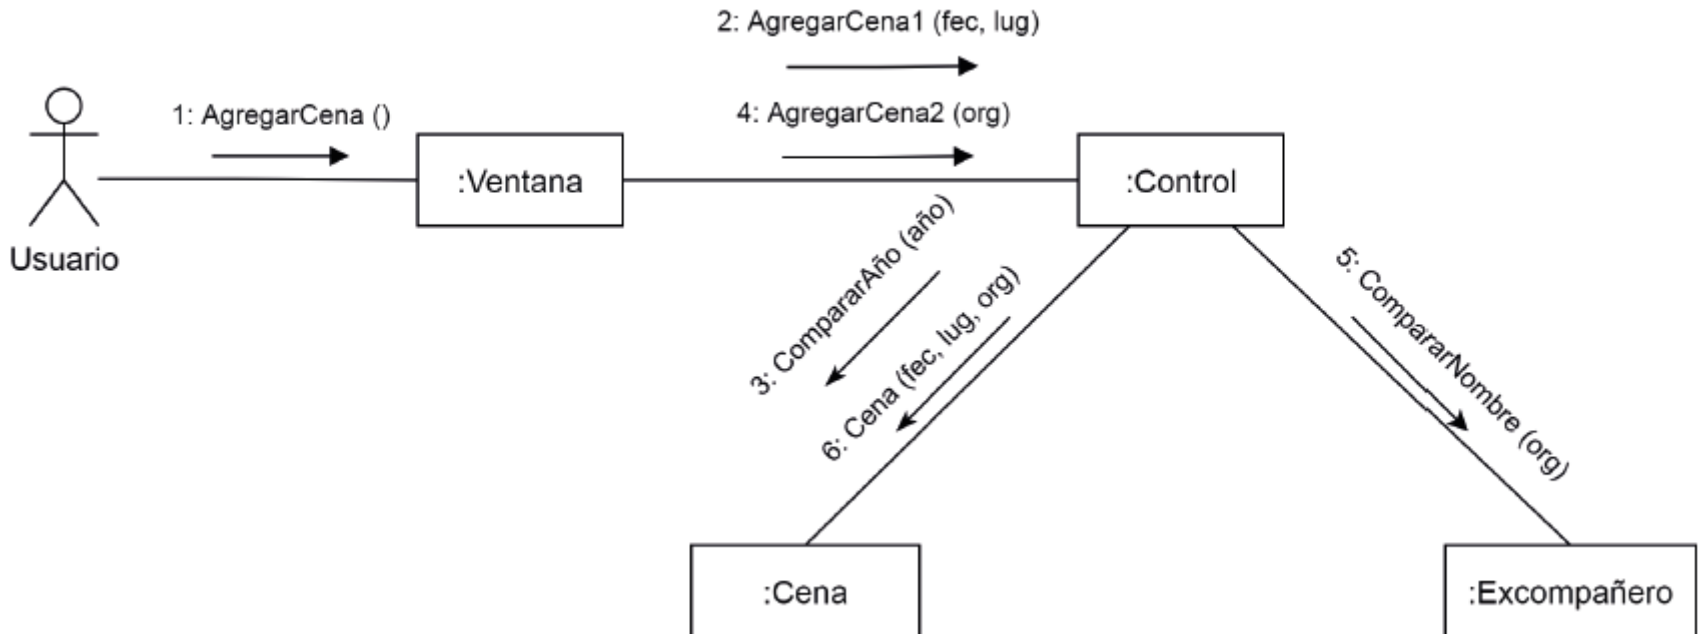 2: AgregarCena1 (fec, lug)
1: AgregarCena ()
4: AgregarCena2 (org)
:Ventana
:Control
Usuario
3: CompararAño (año)
6: Cena (fec, lug, org)
5: CompararNombre (org)
:Cena
:Excompañero